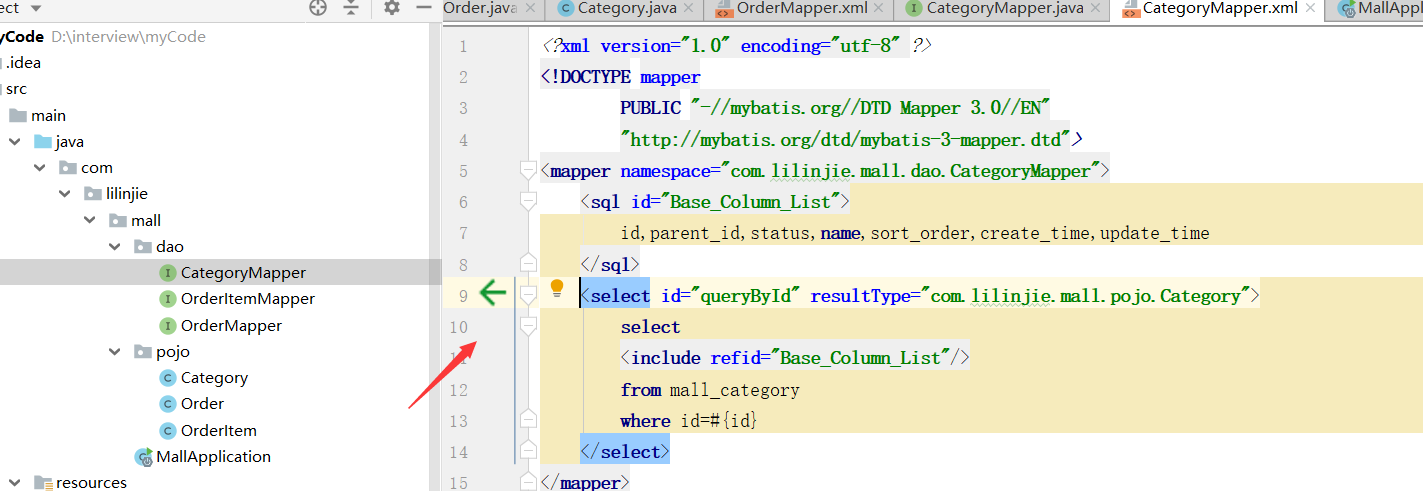 ect
yCode D:\interview\myCode
.idea
src
main
java
com
lilinjie
mall
dao
CategoryMapper
OrderItemMapper
OrderMapper
pojo
Category
Order
OrderItem
MallApplication
resources
Order.java Category.java OrderMapper.xml CategoryMapper.java CategoryMapper.xml MallApp
1 <?xml version="1.0" encoding="utf-8" ?>
2 <!DOCTYPE mapper
3 PUBLIC "-//mybatis.org//DTD Mapper 3.0//EN"
4 "http://mybatis.org/dtd/mybatis-3-mapper.dtd">
5 <mapper namespace="com.lilinjie.mall.dao.CategoryMapper">
6 <sql id="Base_Column_List">
7 id,parent_id,status,name,sort_order,create_time,update_time
8 </sql>
9 <select id="queryById" resultType="com.lilinjie.mall.pojo.Category">
10 select
11 <include refid="Base_Column_List"/>
12 from mall_category
13 where id=#{id}
14 </select>
15 </mapper>